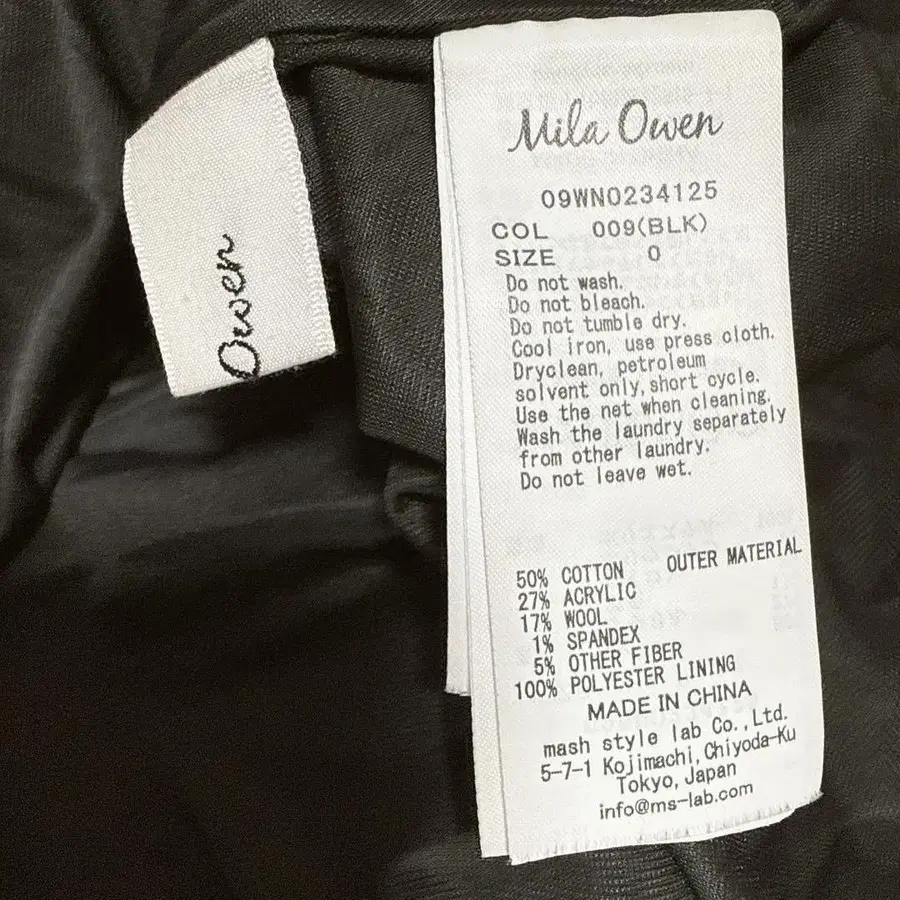 Owen
Mila Owen
09WN0234125
COL 009(BLK)
SIZE 0
Do not wash.
Do not bleach.
Do not tumble dry.
Cool iron, use press cloth.
Dryclean, petroleum
solvent only, short cycle.
Use the net when cleaning.
Wash the laundry separately
from other laundry.
Do not leave wet.
50% COTTON OUTER MATERIAL
27% ACRYLIC
17% WOOL
1% SPANDEX
5% OTHER FIBER
100% POLYESTER LINING
MADE IN CHINA
mash style lab Co., Ltd.
5-7-1 Kojimachi, Chiyoda-Ku
Tokyo, Japan
info@ms-lab.com